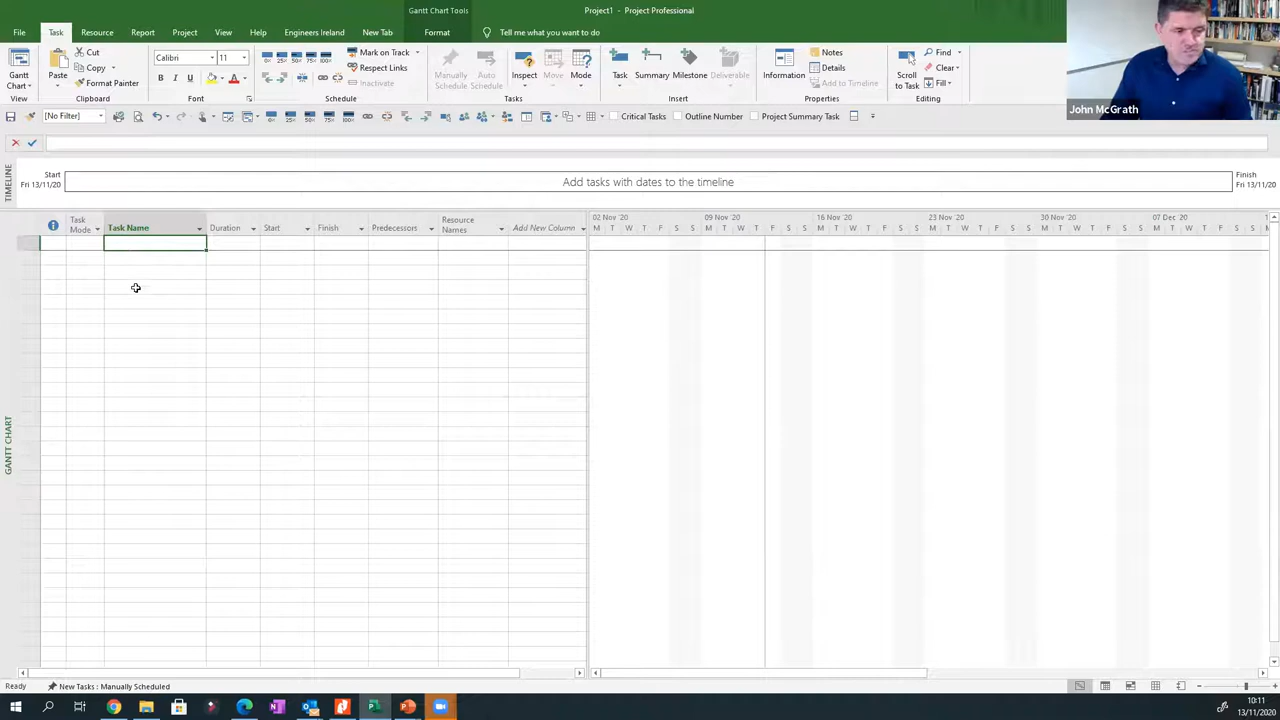 Gantt Chart Tools
Project1 - Project Professional
File Task Resource Report Project View Help Engineers Ireland New Tab Format Tell me what you want to do
Gantt Chart
View
Paste
Cut
Copy
Format Painter
Clipboard
Calibri 11
B I U A
Font
Mark on Track
Respect Links
Inactivate
Schedule
Manually Schedule
Auto Schedule
Inspect
Move
Mode
Tasks
Task
Summary
Milestone
Deliverable
Insert
Information
Notes
Details
Add to Timeline
Properties
Scroll to Task
Find
Clear
Fill
Editing
John McGrath
[No Filter] Critical Tasks Outline Number Project Summary Task
TIMELINE
Start
Fri 13/11/20
Add tasks with dates to the timeline
Finish
Fri 13/11/20
Task Mode
Task Name
Duration
Start
Finish
Predecessors
Resource Names
Add New Column
02 Nov '20 09 Nov '20 16 Nov '20 23 Nov '20 30 Nov '20 07 Dec '20
M T W T F S S M T W T F S S M T W T F S S M T W T F S S M T W T F S S M T W T F S S M
GANTT CHART
Ready New Tasks : Manually Scheduled
10:11
13/11/2020